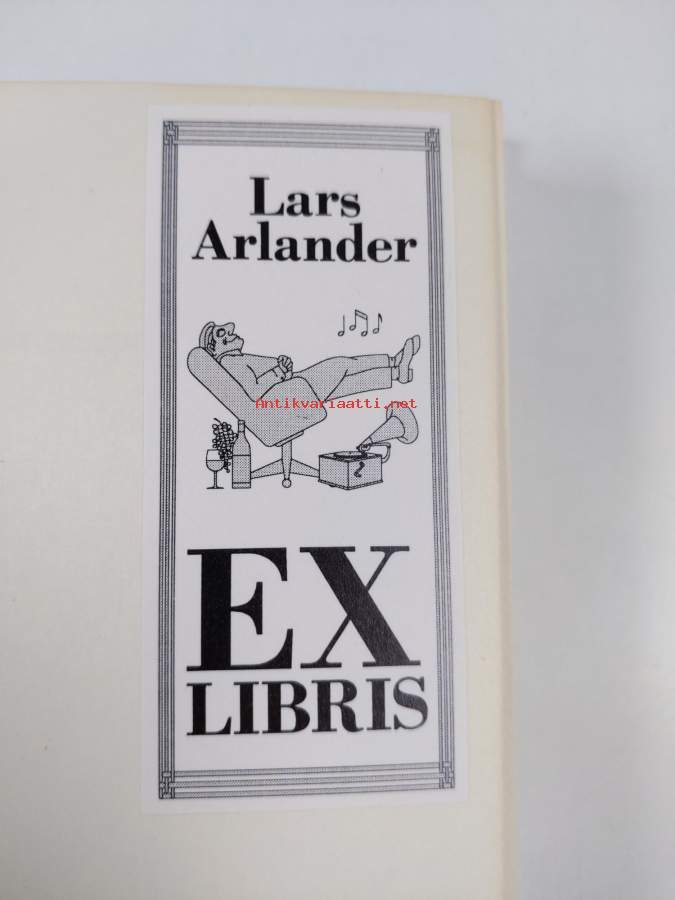 Lars
Arlander
Antikvariaatti.net
EX
LIBRIS